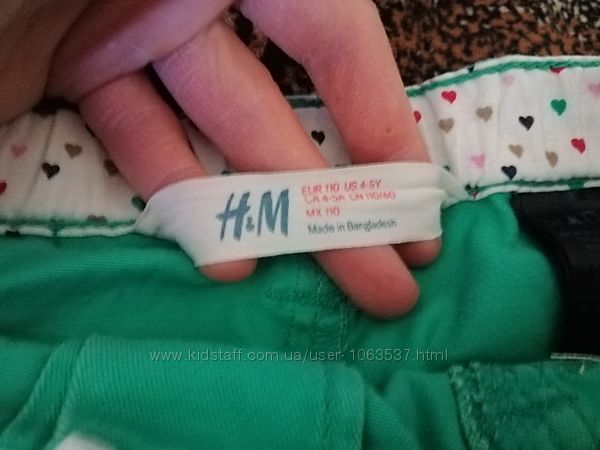 H&M
EUR 110 US 4-5Y
CA 4-5A CN 110/60
MX 110
Made in Bangladesh
www.kidstaff.com.ua/user-1063537.html